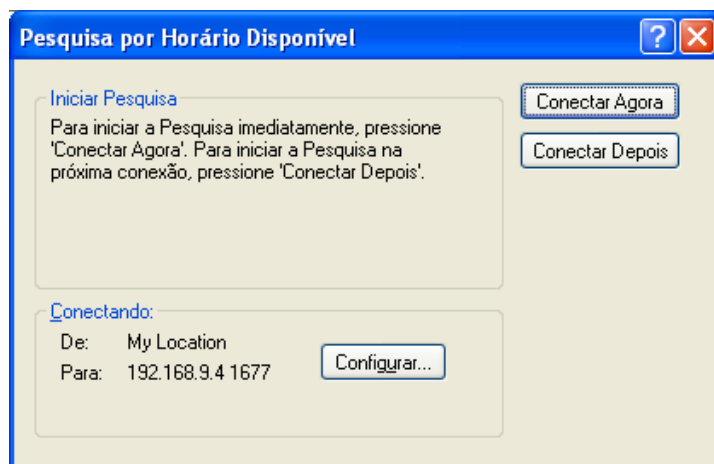 Pesquisa por Horário Disponível
Iniciar Pesquisa
Para iniciar a Pesquisa imediatamente, pressione
'Conectar Agora'. Para iniciar a Pesquisa na
próxima conexão, pressione 'Conectar Depois'.
Conectar Agora
Conectar Depois
Conectando:
De: My Location
Para: 192.168.9.4 1677
Configurar...